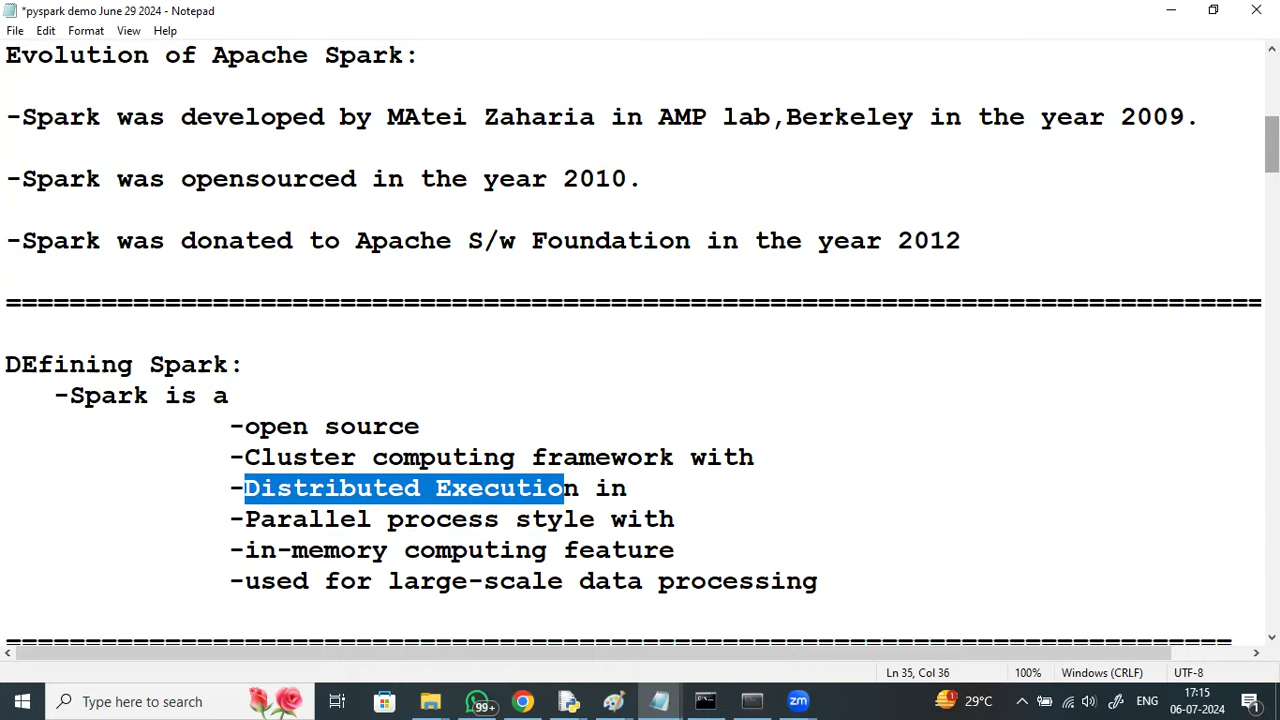 *pyspark demo June 29 2024 - Notepad
File Edit Format View Help
Evolution of Apache Spark:
-Spark was developed by MAtei Zaharia in AMP lab,Berkeley in the year 2009.
-Spark was opensourced in the year 2010.
-Spark was donated to Apache S/w Foundation in the year 2012
===============================================================================
DEfining Spark:
-Spark is a
-open source
-Cluster computing framework with
-Distributed Execution in
-Parallel process style with
-in-memory computing feature
-used for large-scale data processing
=============================================================================
Ln 35, Col 36 100% Windows (CRLF) UTF-8
Type here to search 99+ zm 1 29°C ENG 17:15 06-07-2024 1